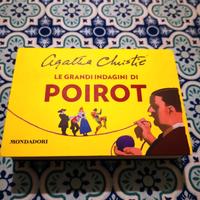 Agatha Christie
LE GRANDI INDAGINI DI
POIROT
MONDADORI